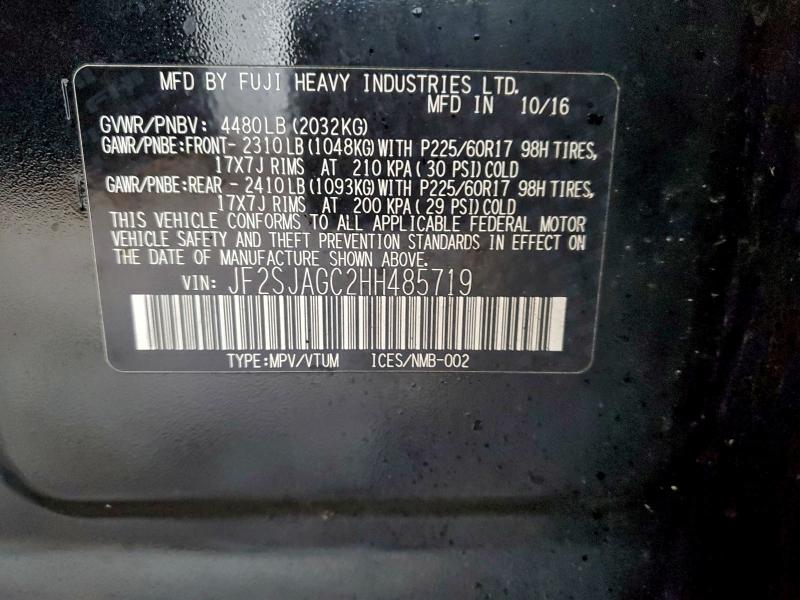 MFD BY FUJI HEAVY INDUSTRIES LTD.
MFD IN 10/16
GVWR/PNBV: 4480LB (2032KG)
GAWR/PNBE:FRONT- 2310LB (1048KG) WITH P225/60R17 98H TIRES,
17X7J RIMS AT 210 KPA (30 PSI) COLD
GAWR/PNBE:REAR - 2410LB (1093KG) WITH P225/60R17 98H TIRES,
17X7J RIMS AT 200 KPA (29 PSI) COLD
THIS VEHICLE CONFORMS TO ALL APPLICABLE FEDERAL MOTOR
VEHICLE SAFETY AND THEFT PREVENTION STANDARDS IN EFFECT ON
THE DATE OF MANUFACTURE SHOWN ABOVE.
VIN: JF2SJAGC2HH485719
TYPE:MPV/VTUM ICES/NMB-002